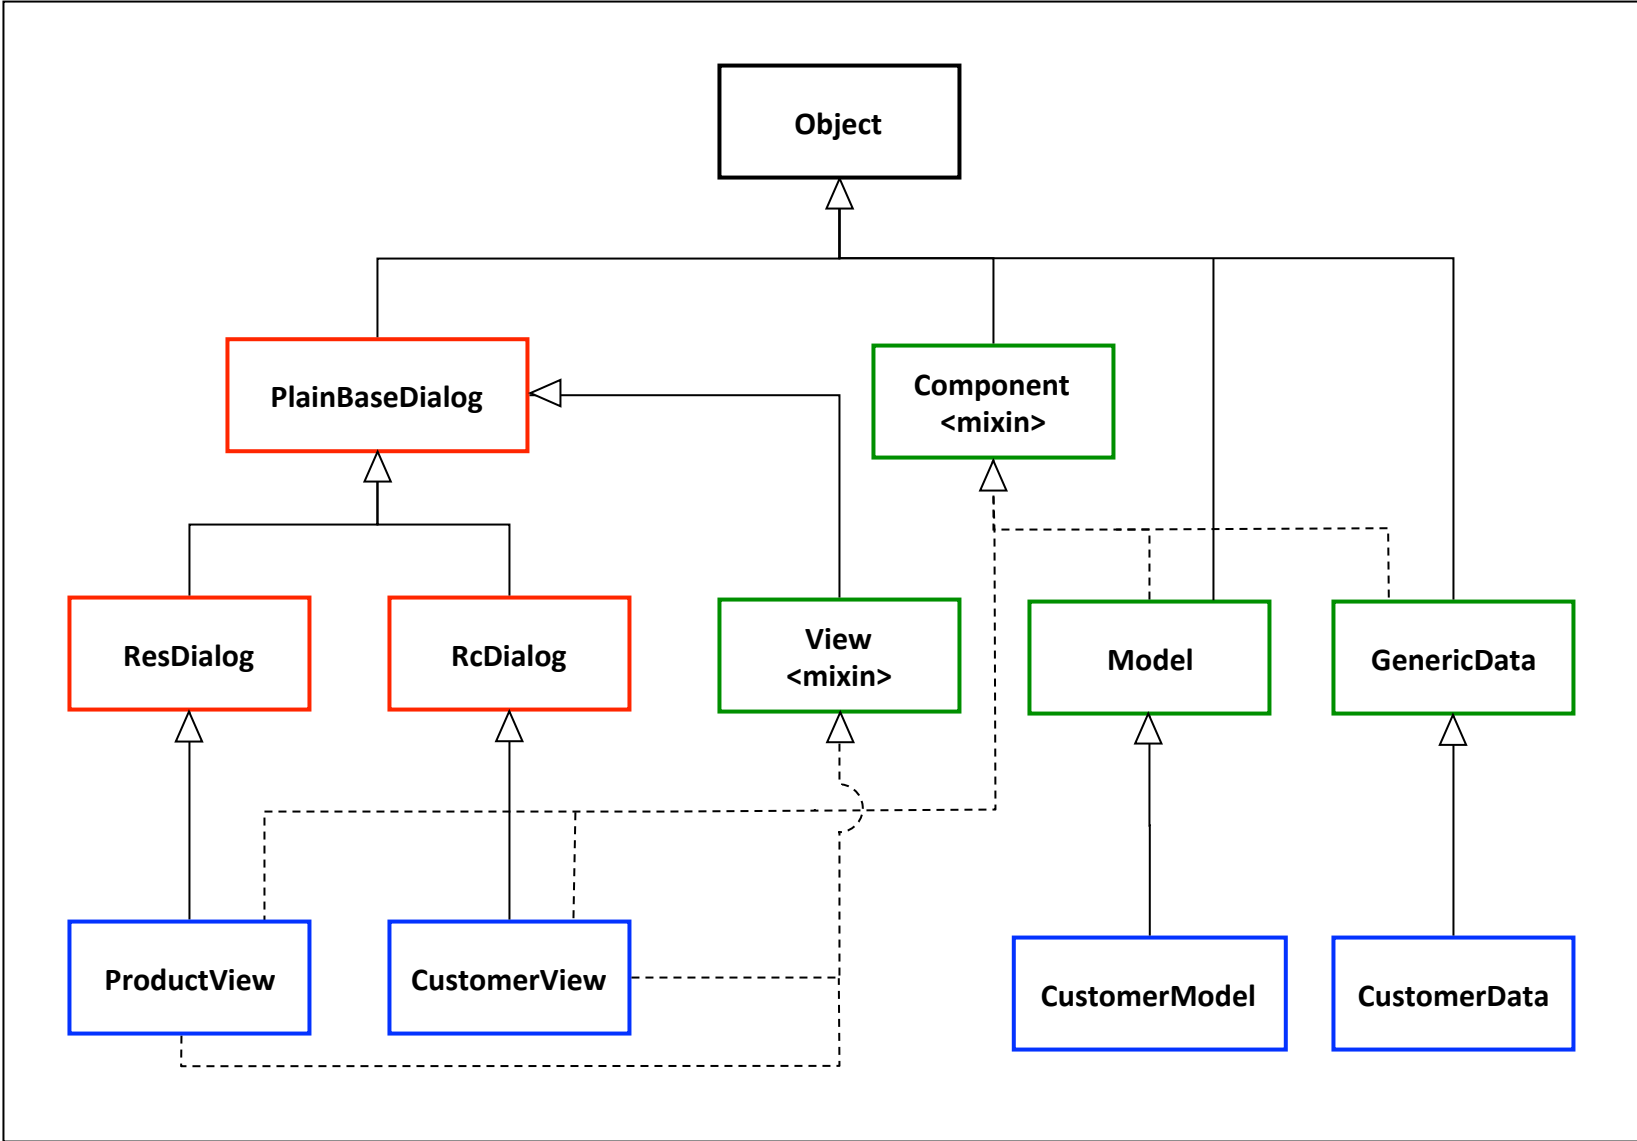 Object
PlainBaseDialog
Component
<mixin>
ResDialog
RcDialog
View
<mixin>
Model
GenericData
ProductView
CustomerView
CustomerModel
CustomerData